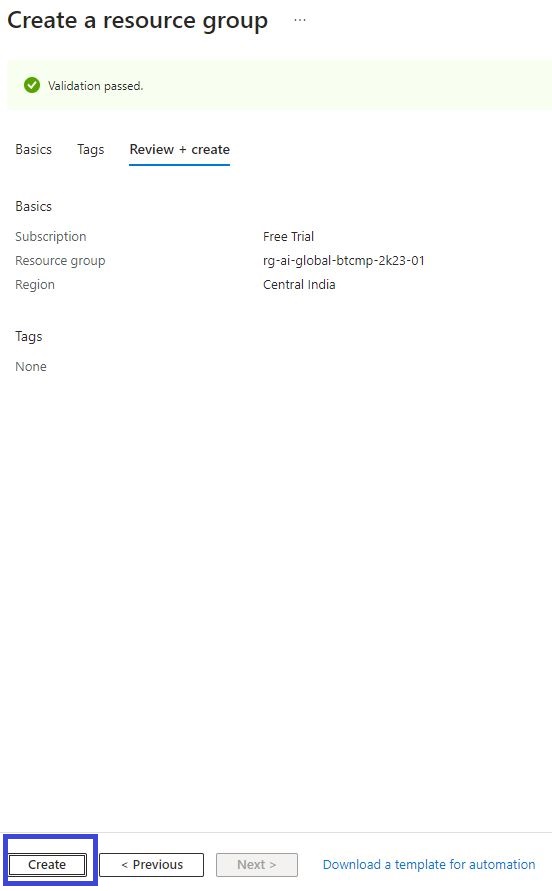 Create a resource group ...
Validation passed.
Basics Tags Review + create
Basics
Subscription Free Trial
Resource group rg-ai-global-btcmp-2k23-01
Region Central India
Tags
None
Create < Previous Next > Download a template for automation